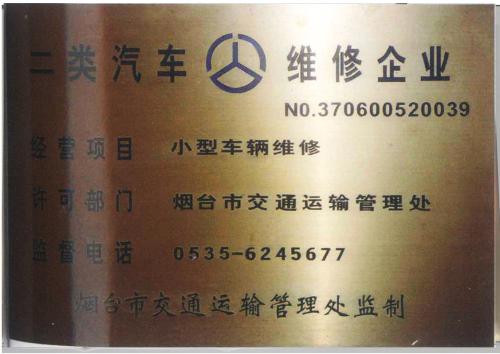 二类汽车 维修企业
NO.370600520039
经营项目 小型车辆维修
许可部门 烟台市交通运输管理处
监督电话 0535-6245677
烟台市交通运输管理处监制